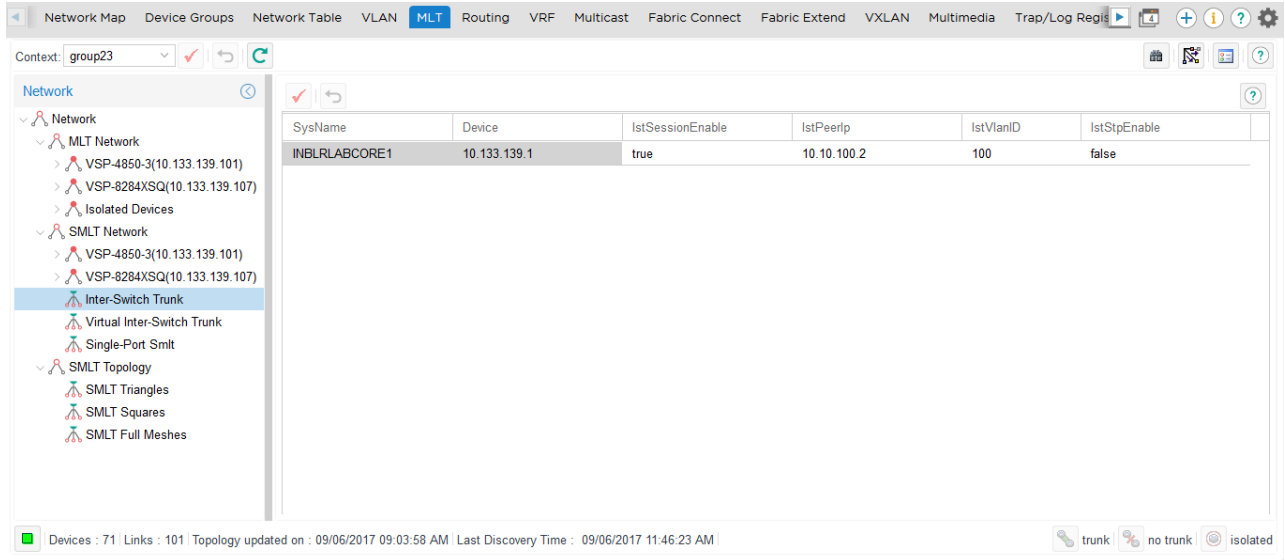 Network Map Device Groups Network Table VLAN MLT Routing VRF Multicast Fabric Connect Fabric Extend VXLAN Multimedia Trap/Log Regis 4
Context: group23
Network
SysName Device IstSessionEnable IstPeerIp IstVlanID IstStpEnable
INBLRLABCORE1 10.133.139.1 true 10.10.100.2 100 false
Network
MLT Network
VSP-4850-3(10.133.139.101)
VSP-8284XSQ(10.133.139.107)
Isolated Devices
SMLT Network
VSP-4850-3(10.133.139.101)
VSP-8284XSQ(10.133.139.107)
Inter-Switch Trunk
Virtual Inter-Switch Trunk
Single-Port Smlt
SMLT Topology
SMLT Triangles
SMLT Squares
SMLT Full Meshes
Devices : 71 Links : 101 Topology updated on : 09/06/2017 09:03:58 AM Last Discovery Time : 09/06/2017 11:46:23 AM trunk no trunk isolated